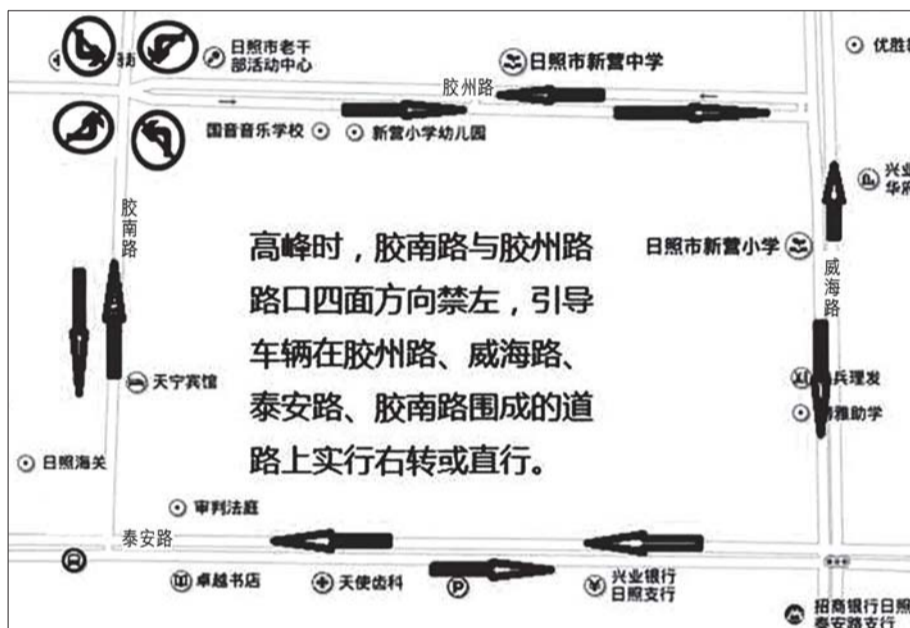 日照市老干
部活动中心
日照市新营中学
优胜
胶州路
国音音乐学校
新营小学幼儿园
兴业
华府
胶南路
高峰时，胶南路与胶州路
路口四面方向禁左，引导
车辆在胶州路、威海路、
泰安路、胶南路围成的道
路上实行右转或直行。
日照市新营小学
威海路
天宁宾馆
兵理发
雅助学
日照海关
审判法庭
泰安路
卓越书店
天使齿科
P
兴业银行
日照支行
招商银行日照
泰安路支行